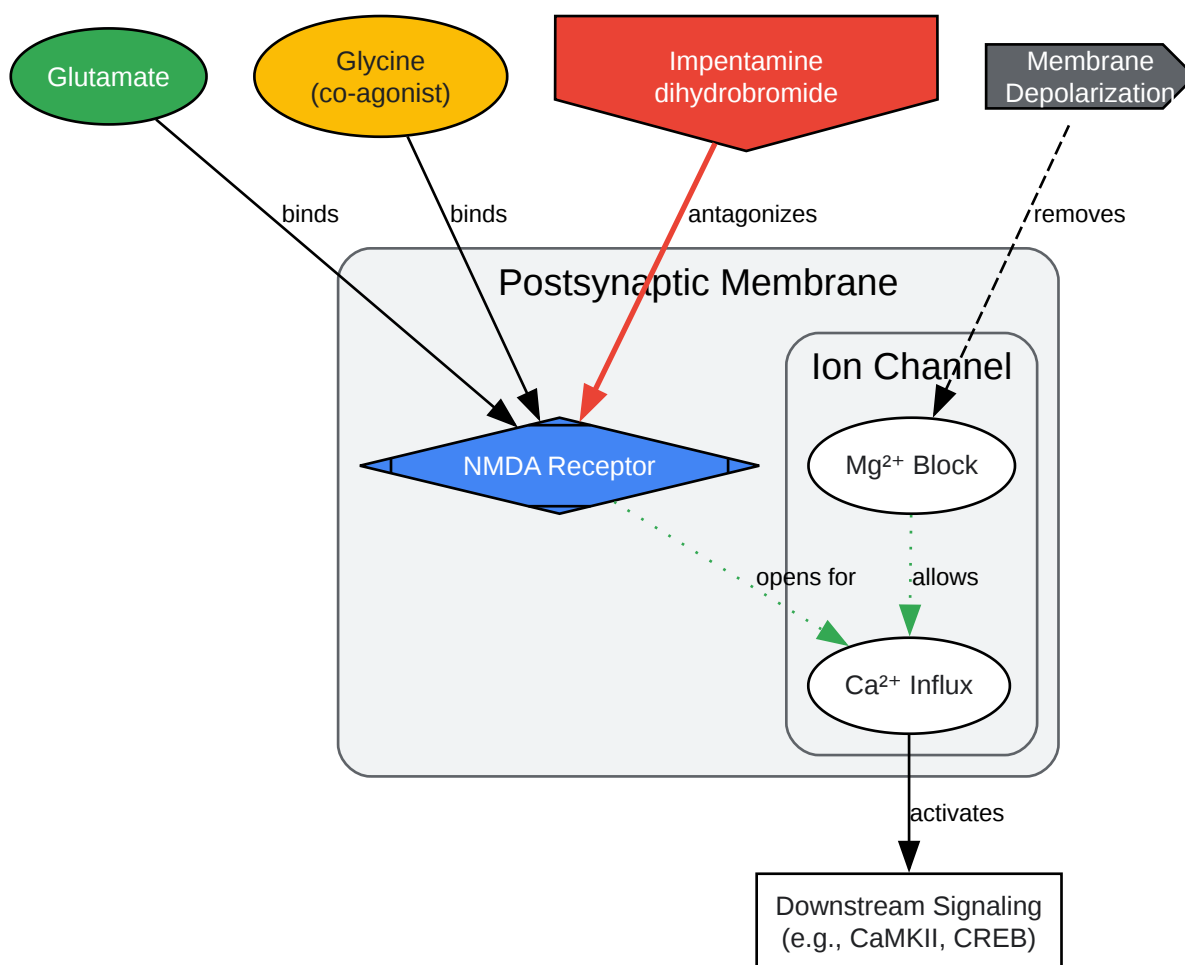 Glutamate
Glycine
(co-agonist)
Impentamine
dihydrobromide
Membrane
Depolarization
binds
binds
antagonizes
removes
Postsynaptic Membrane
Ion Channel
NMDA Receptor
Mg²⁺ Block
opens for
allows
Ca²⁺ Influx
activates
Downstream Signaling
(e.g., CaMKII, CREB)